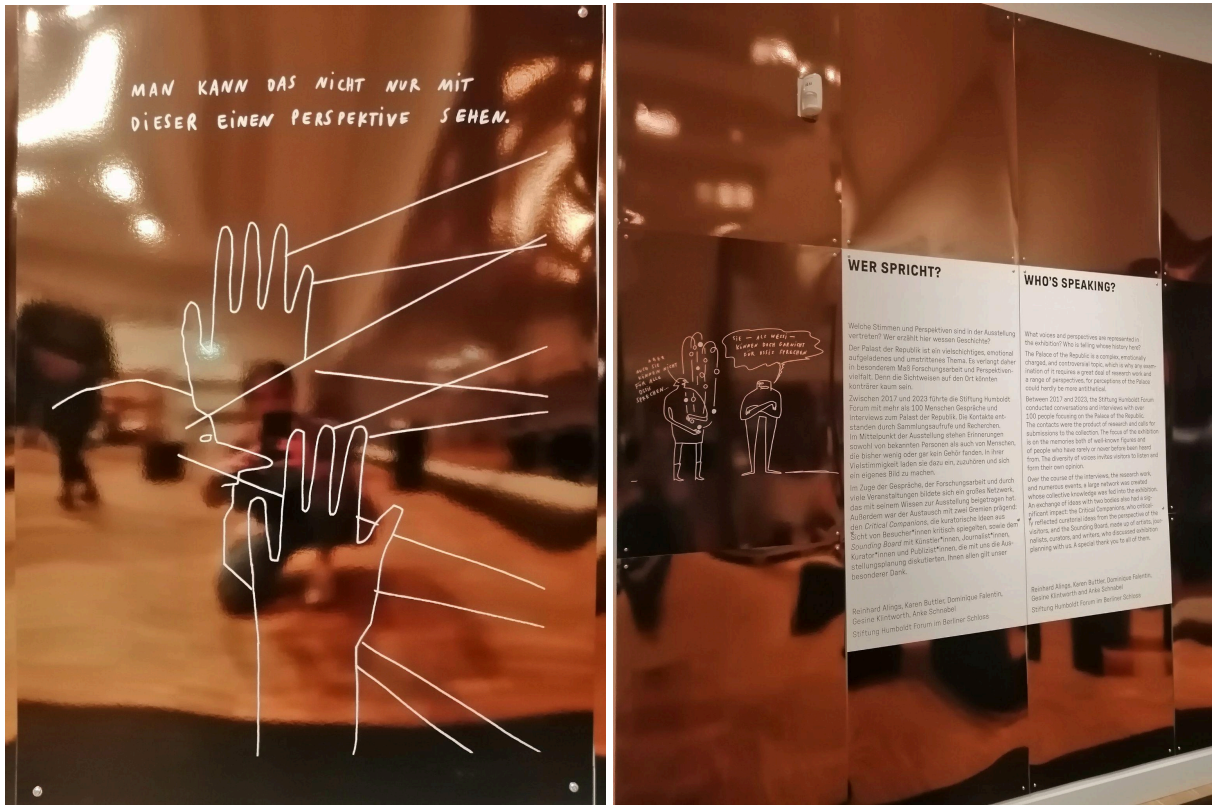 MAN KANN DAS NICHT NUR MIT
DIESER EINEN PERSPEKTIVE SEHEN.
AUCH SIE
KÖNNEN NICHT
FÜR ALLE
SPRECHEN
SIE – ALS WESSI –
KÖNNEN DOCH GARNICHT
FÜR DIESE SPRECHEN
WER SPRICHT?
Welche Stimmen und Perspektiven sind in der Ausstellung
vertreten? Wer erzählt hier wessen Geschichte?
Der Palast der Republik ist ein vielschichtiges, emotional
aufgeladenes und umstrittenes Thema. Es verlangt daher
in besonderem Maß Forschungsarbeit und Perspektiven-
vielfalt. Denn die Sichtweisen auf den Ort könnten
konträrer kaum sein.
Zwischen 2017 und 2023 führte die Stiftung Humboldt
Forum mit mehr als 100 Menschen Gespräche und
Interviews zum Palast der Republik. Die Kontakte ent-
standen durch Sammlungsaufrufe und Recherchen.
Im Mittelpunkt der Ausstellung stehen Erinnerungen
sowohl von bekannten Personen als auch von Menschen,
die bisher wenig oder gar kein Gehör fanden. In ihrer
Vielstimmigkeit laden sie dazu ein, zuzuhören und sich
ein eigenes Bild zu machen.
Im Zuge der Gespräche, der Forschungsarbeit und durch
viele Veranstaltungen bildete sich ein großes Netzwerk,
das mit seinem Wissen zur Ausstellung beigetragen hat.
Außerdem war der Austausch mit zwei Gremien prägend:
den Critical Companions, die kuratorische Ideen aus
Sicht von Besucher*innen kritisch spiegelten, sowie dem
Sounding Board mit Künstler*innen, Journalist*innen,
Kurator*innen und Publizist*innen, die mit uns die Aus-
stellungsplanung diskutierten. Ihnen allen gilt unser
besonderer Dank.
Reinhard Alings, Karen Buttler, Dominique Falentin,
Gesine Klintworth, Anke Schnabel
Stiftung Humboldt Forum im Berliner Schloss
WHO'S SPEAKING?
What voices and perspectives are represented in
the exhibition? Who is telling whose history here?
The Palace of the Republic is a complex, emotionally
charged, and controversial topic, which is why any exam-
ination of it requires a great deal of research work and
a range of perspectives, for perceptions of the Palace
could hardly be more antithetical.
Between 2017 and 2023, the Stiftung Humboldt Forum
conducted conversations and interviews with over
100 people focusing on the Palace of the Republic.
The contacts were the product of research and calls for
submissions to the collection. The focus of the exhibition
is on the memories both of well-known figures and
of people who have rarely or never before been heard
from. The diversity of voices invites visitors to listen and
form their own opinion.
Over the course of the interviews, the research work,
and numerous events, a large network was created
whose collective knowledge was fed into the exhibition.
An exchange of ideas with two bodies also had a sig-
nificant impact: the Critical Companions, who critical-
ly reflected curatorial ideas from the perspective of the
visitors, and the Sounding Board, made up of artists, jour-
nalists, curators, and writers, who discussed exhibition
planning with us. A special thank you to all of them.
Reinhard Alings, Karen Buttler, Dominique Falentin,
Gesine Klintworth and Anke Schnabel
Stiftung Humboldt Forum im Berliner Schloss